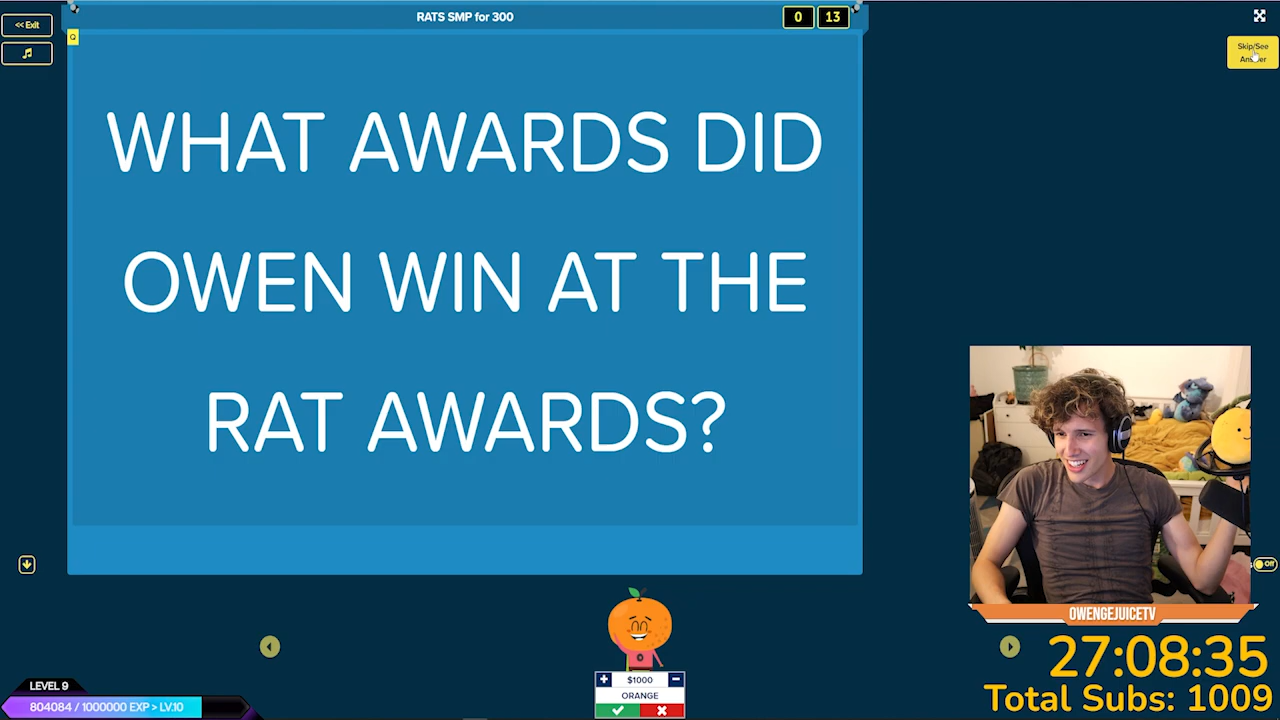 << Exit
RATS SMP for 300
0 13
Q
Skip/See
Answer
WHAT AWARDS DID
OWEN WIN AT THE
RAT AWARDS?
Off
OWENGEJUICETV
27:08:35
Total Subs: 1009
$1000
ORANGE
LEVEL 9
804084 / 1000000 EXP > LV.10